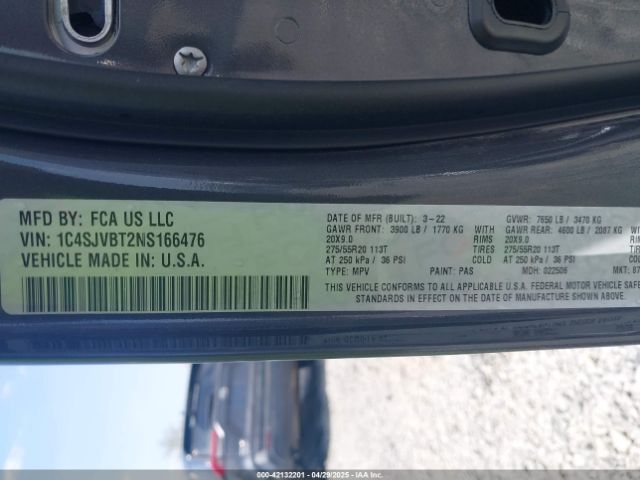 MFD BY: FCA US LLC
VIN: 1C4SJVBT2NS166476
VEHICLE MADE IN: U.S.A.
DATE OF MFR (BUILT): 3-22 GVWR: 7650 LB / 3470 KG
GAWR FRONT: 3900 LB / 1770 KG WITH GAWR REAR: 4600 LB / 2087 KG
20X9.0 RIMS 20X9.0
275/55R20 113T TIRES 275/55R20 113T
AT 250 kPa / 36 PSI COLD AT 250 kPa / 36 PSI
TYPE: MPV PAINT: PAS MDH: 022506 MKT:
THIS VEHICLE CONFORMS TO ALL APPLICABLE U.S.A. FEDERAL MOTOR VEHICLE SAFE
STANDARDS IN EFFECT ON THE DATE OF MANUFACTURE SHOWN ABOVE.
000-42132201 - 04/29/2025 - IAAI.COM